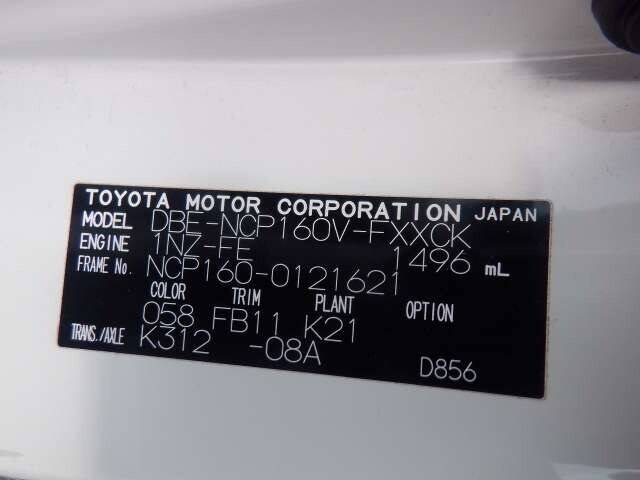 TOYOTA MOTOR CORPORATION JAPAN
MODEL DBE-NCP160V-FXXCK
ENGINE 1NZ-FE 1496 mL
FRAME No. NCP160-0121621
COLOR TRIM PLANT OPTION
058 FB11 K21
TRANS./AXLE K312 -08A
D856